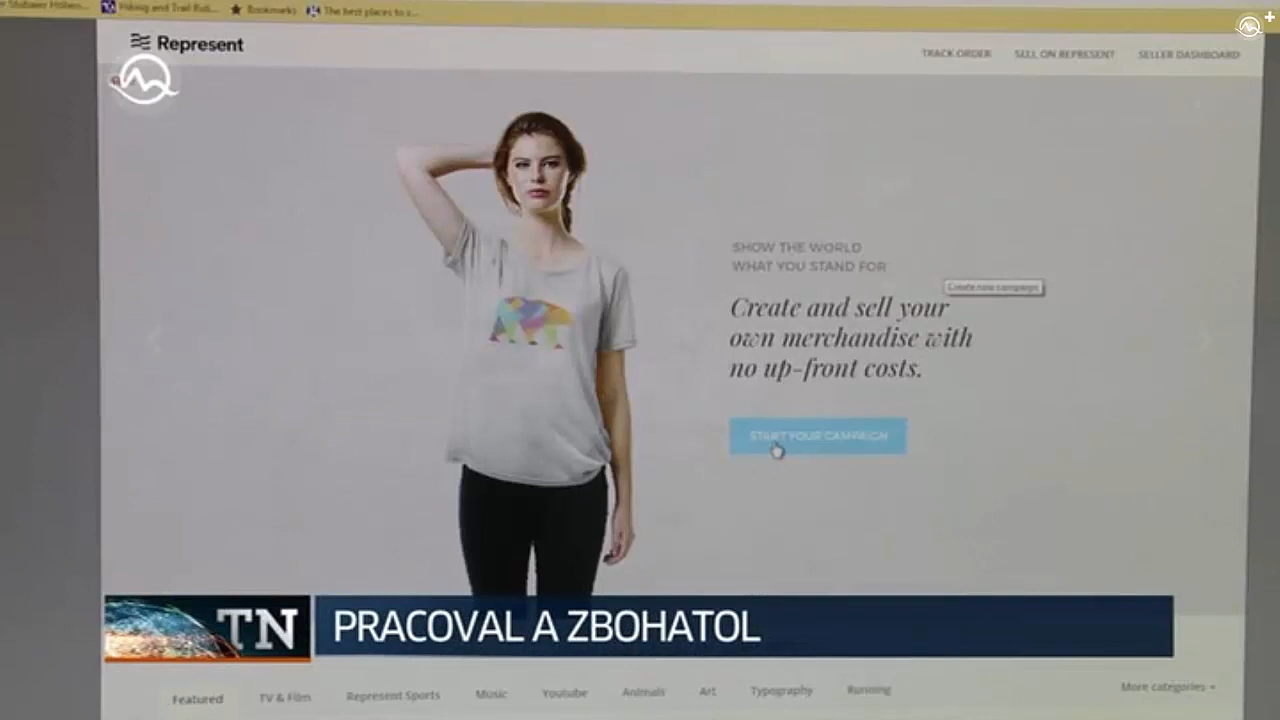 Hiking and Trail Run...
Bookmarks
The best places to s...
Represent
TRACK ORDER
SELL ON REPRESENT
SELLER DASHBOARD
SHOW THE WORLD
WHAT YOU STAND FOR
Create new campaign
Create and sell your
own merchandise with
no up-front costs.
START YOUR CAMPAIGN
TN
PRACOVAL A ZBOHATOL
Featured
TV & Film
Represent Sports
Music
Youtube
Animals
Art
Typography
Running
More categories